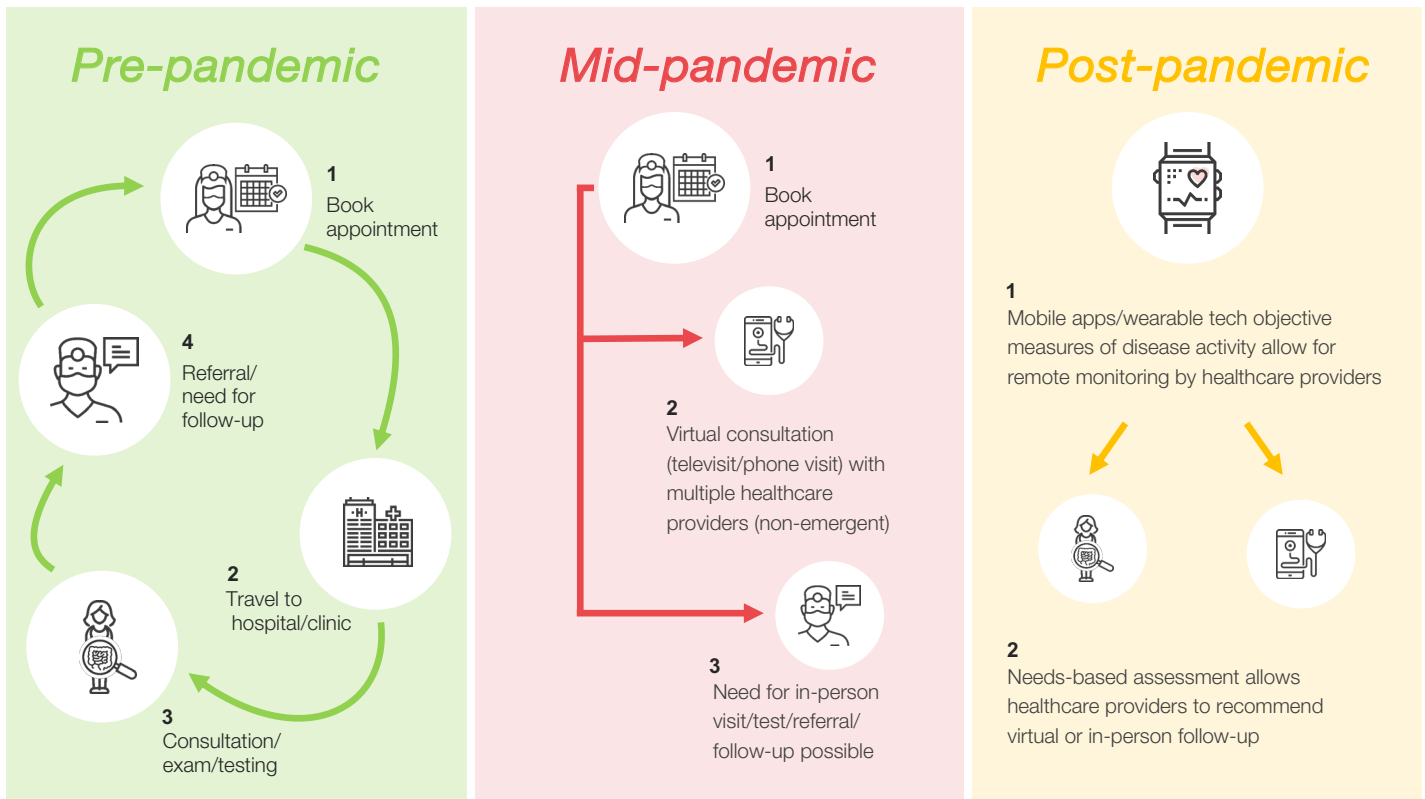 Pre-pandemic
1
Book
appointment
2
Travel to
hospital/clinic
3
Consultation/
exam/testing
4
Referral/
need for
follow-up
Mid-pandemic
1
Book
appointment
2
Virtual consultation
(televisit/phone visit) with
multiple healthcare
providers (non-emergent)
3
Need for in-person
visit/test/referral/
follow-up possible
Post-pandemic
1
Mobile apps/wearable tech objective
measures of disease activity allow for
remote monitoring by healthcare providers
2
Needs-based assessment allows
healthcare providers to recommend
virtual or in-person follow-up
H